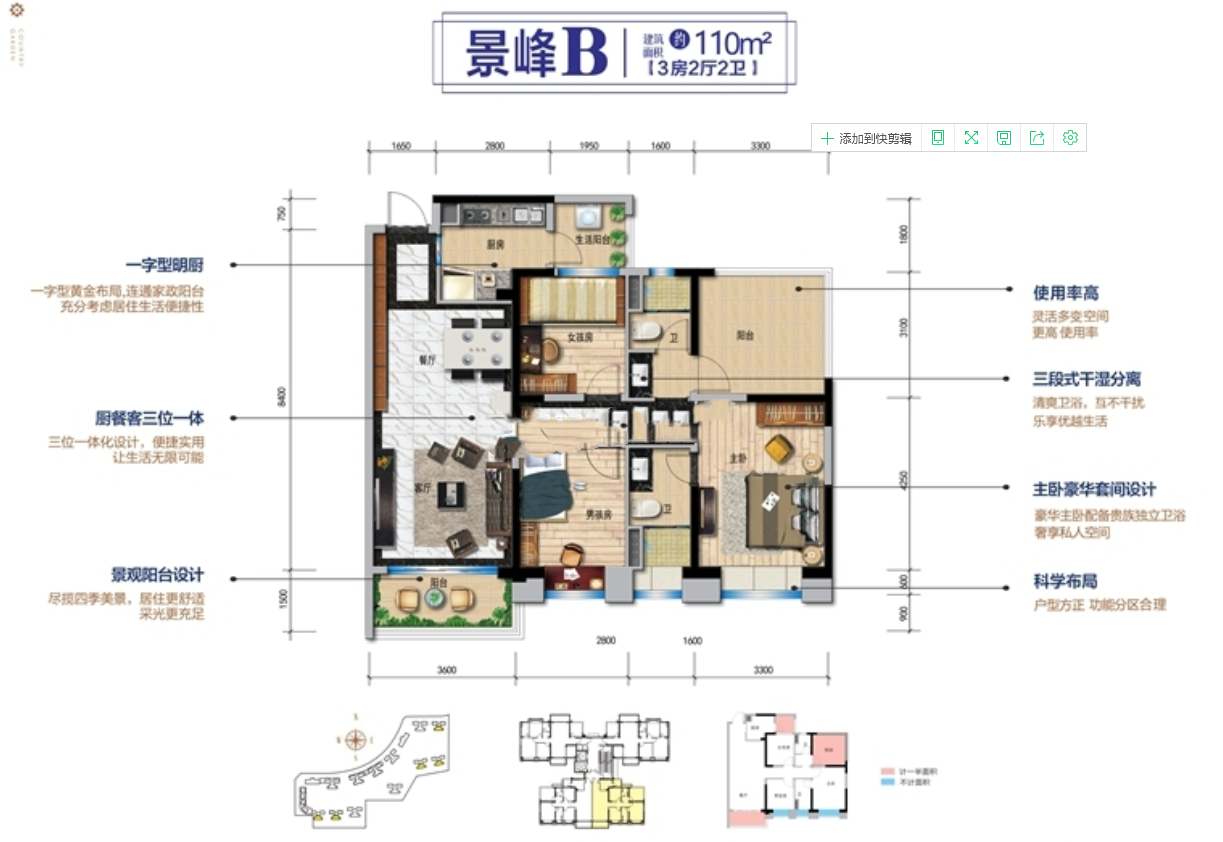 COUNTRY
GARDEN
景峰B
建筑
面积
约
110m²
【3房2厅2卫】
添加到快剪辑
1650
2800
1950
1600
3300
750
8400
1500
1800
3100
4250
600
900
厨房
生活阳台
女孩房
卫
阳台
餐厅
客厅
主卧
男孩房
卫
阳台
一字型明厨
一字型黄金布局,连通家政阳台
充分考虑居住生活便捷性
厨餐客三位一体
三位一体化设计，便捷实用
让生活无限可能
景观阳台设计
尽揽四季美景，居住更舒适
采光更充足
使用率高
灵活多变空间
更高 使用率
三段式干湿分离
清爽卫浴，互不干扰
乐享优越生活
主卧豪华套间设计
豪华主卧配备贵族独立卫浴
奢享私人空间
科学布局
户型方正 功能分区合理
2800
1600
3600
3300
计一半面积
不计面积